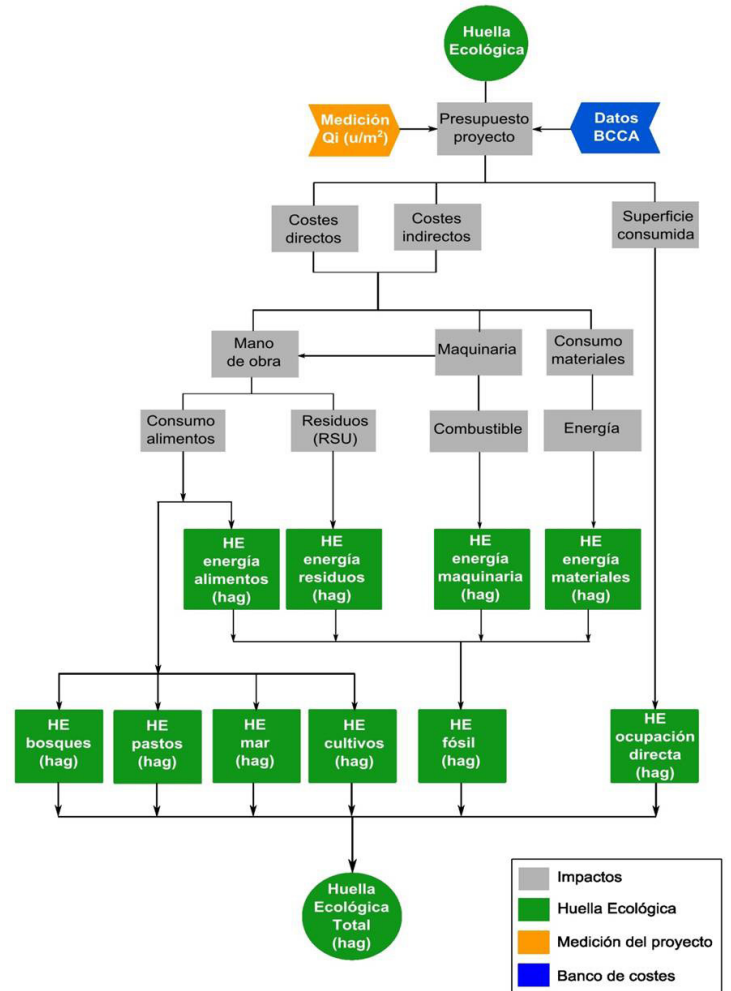 Huella
Ecológica
Medición
Qi (u/m²)
Presupuesto
proyecto
Datos
BCCA
Costes
directos
Costes
indirectos
Superficie
consumida
Mano
de obra
Maquinaria
Consumo
materiales
Consumo
alimentos
Residuos
(RSU)
Combustible
Energía
HE
energía
alimentos
(hag)
HE
energía
residuos
(hag)
HE
energía
maquinaria
(hag)
HE
energía
materiales
(hag)
HE
bosques
(hag)
HE
pastos
(hag)
HE
mar
(hag)
HE
cultivos
(hag)
HE
fósil
(hag)
HE
ocupación
directa
(hag)
Huella
Ecológica
Total
(hag)
Impactos
Huella Ecológica
Medición del proyecto
Banco de costes